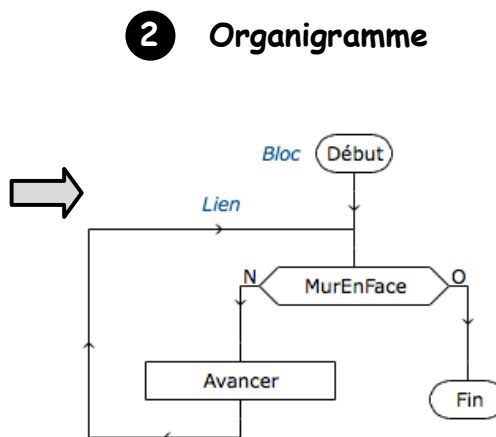 2 Organigramme
Bloc Début
Lien
N MurEnFace O
Avancer
Fin